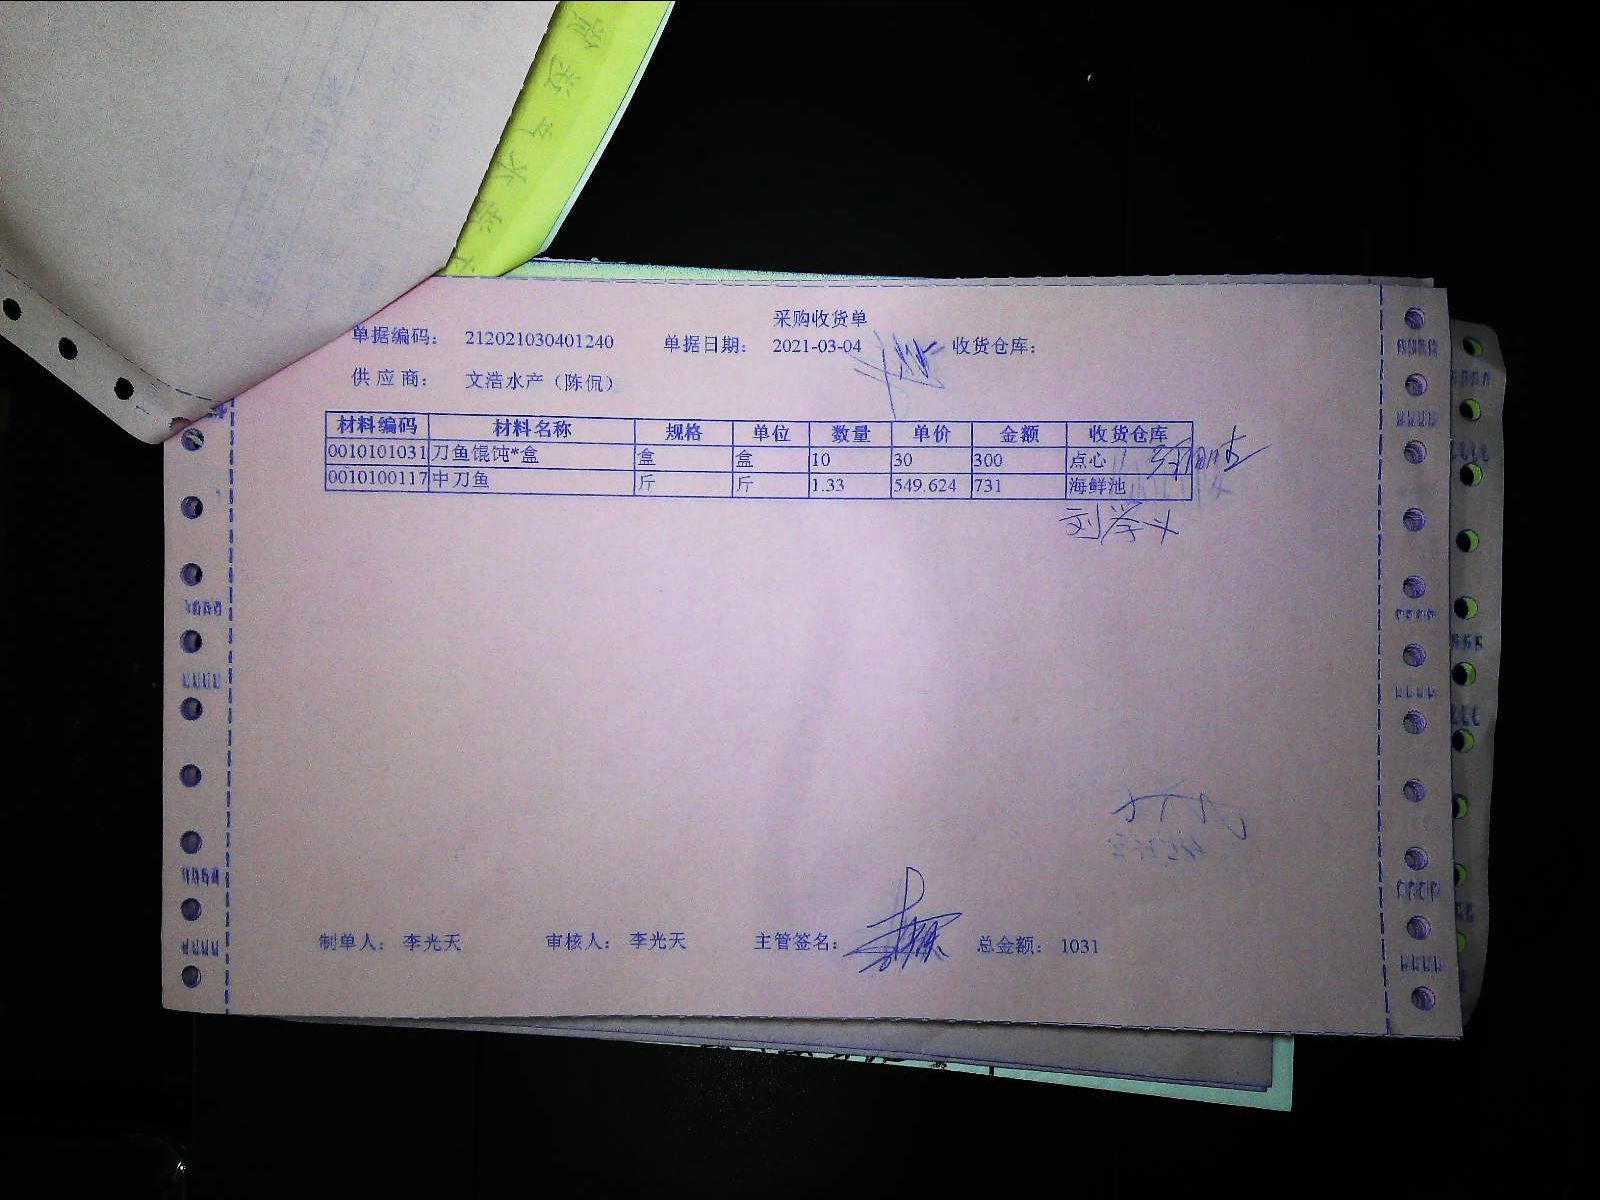 采购收货单
单据编码： 212021030401240 单据日期： 2021-03-04 收货仓库：
供 应 商： 文浩水产（陈侃）
材料编码 材料名称 规格 单位 数量 单价 金额 收货仓库
0010101031 刀鱼馄饨*盒 盒 盒 10 30 300 点心
0010100117 中刀鱼 斤 斤 1.33 549.624 731 海鲜池
刘学义
制单人： 李光天 审核人： 李光天 主管签名： 总金额： 1031